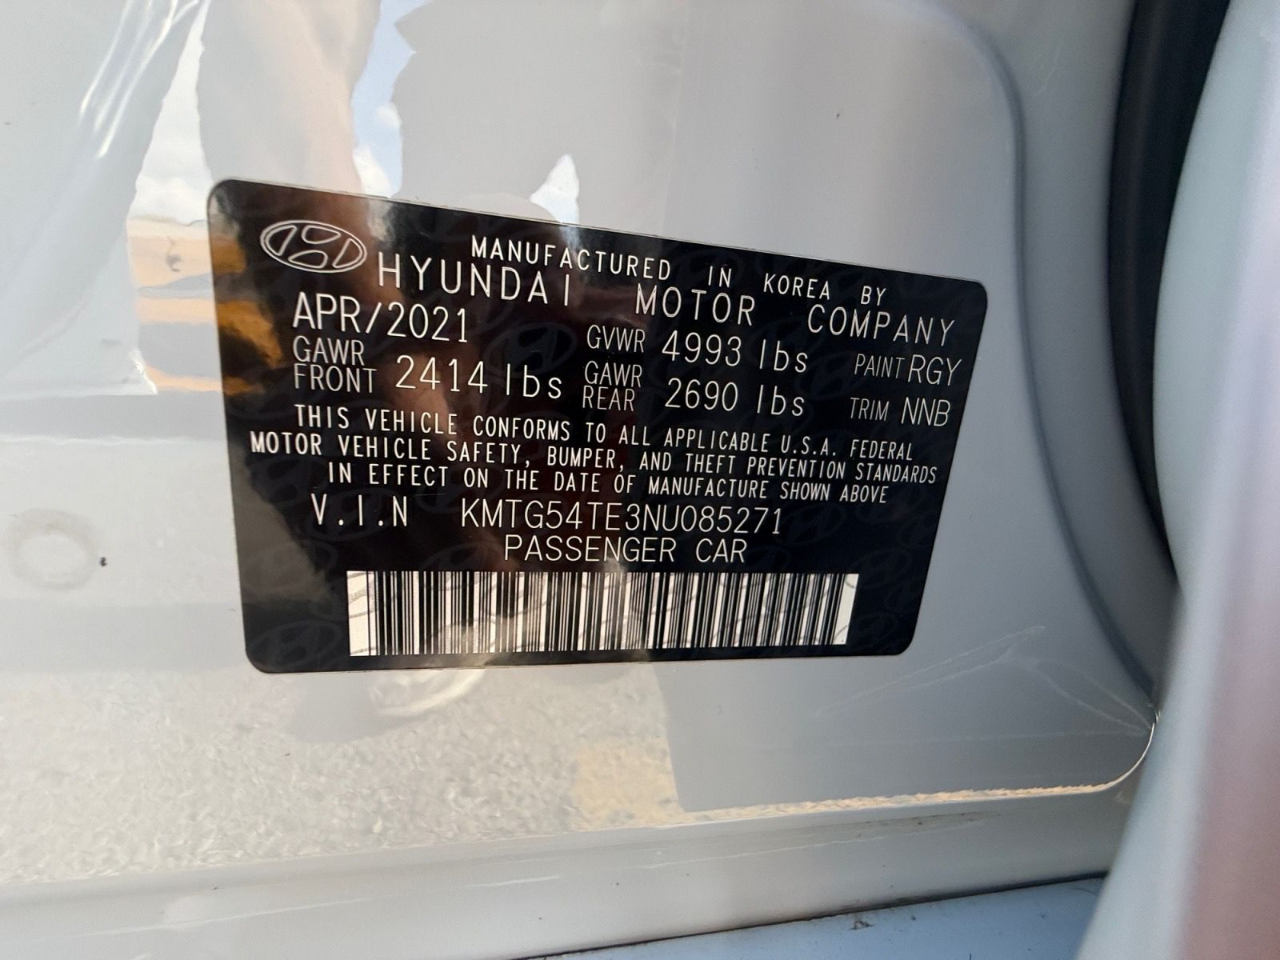 MANUFACTURED IN KOREA BY
HYUNDAI MOTOR COMPANY
APR/2021 GVWR 4993 lbs PAINT RGY
GAWR FRONT 2414 lbs GAWR REAR 2690 lbs TRIM NNB
THIS VEHICLE CONFORMS TO ALL APPLICABLE U.S.A. FEDERAL
MOTOR VEHICLE SAFETY, BUMPER, AND THEFT PREVENTION STANDARDS
IN EFFECT ON THE DATE OF MANUFACTURE SHOWN ABOVE
V.I.N KMTG54TE3NU085271
PASSENGER CAR